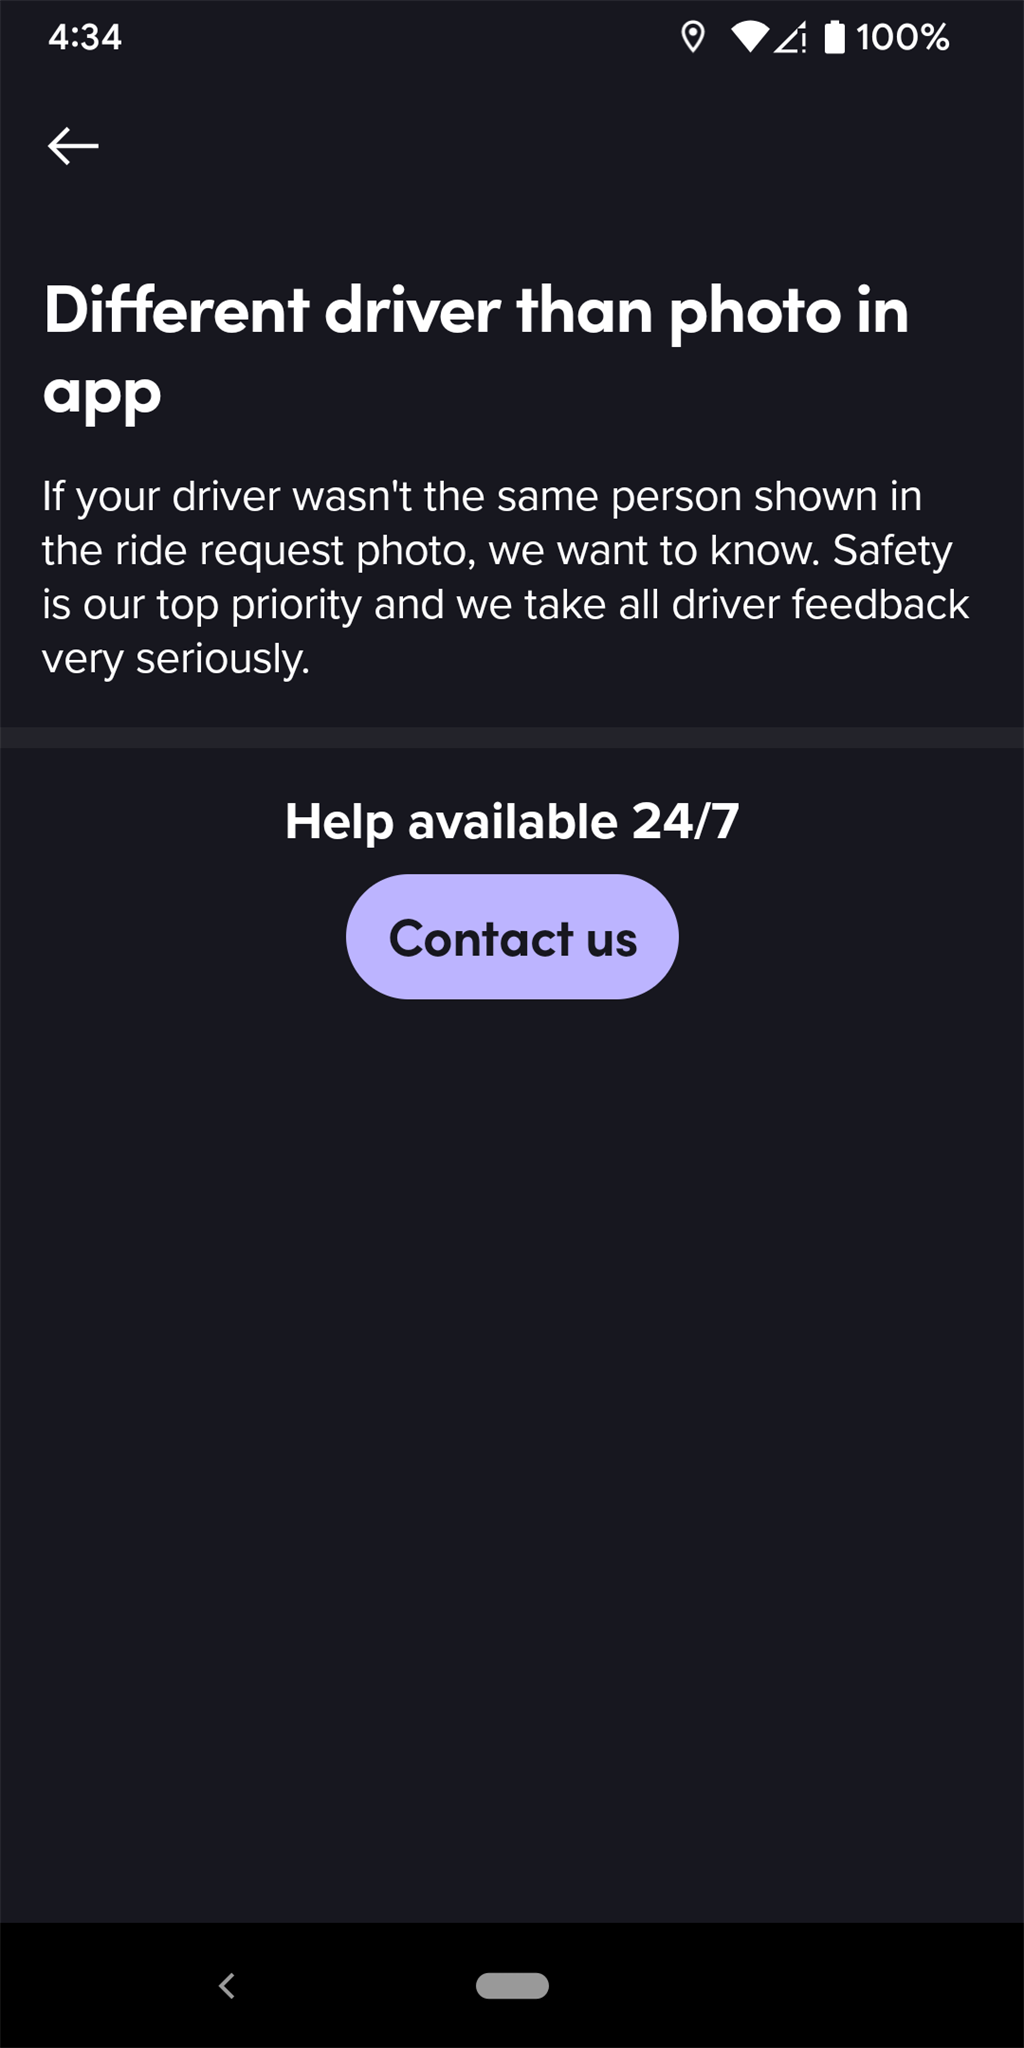 4:34
100%
Different driver than photo in
app
If your driver wasn't the same person shown in
the ride request photo, we want to know. Safety
is our top priority and we take all driver feedback
very seriously.
Help available 24/7
Contact us